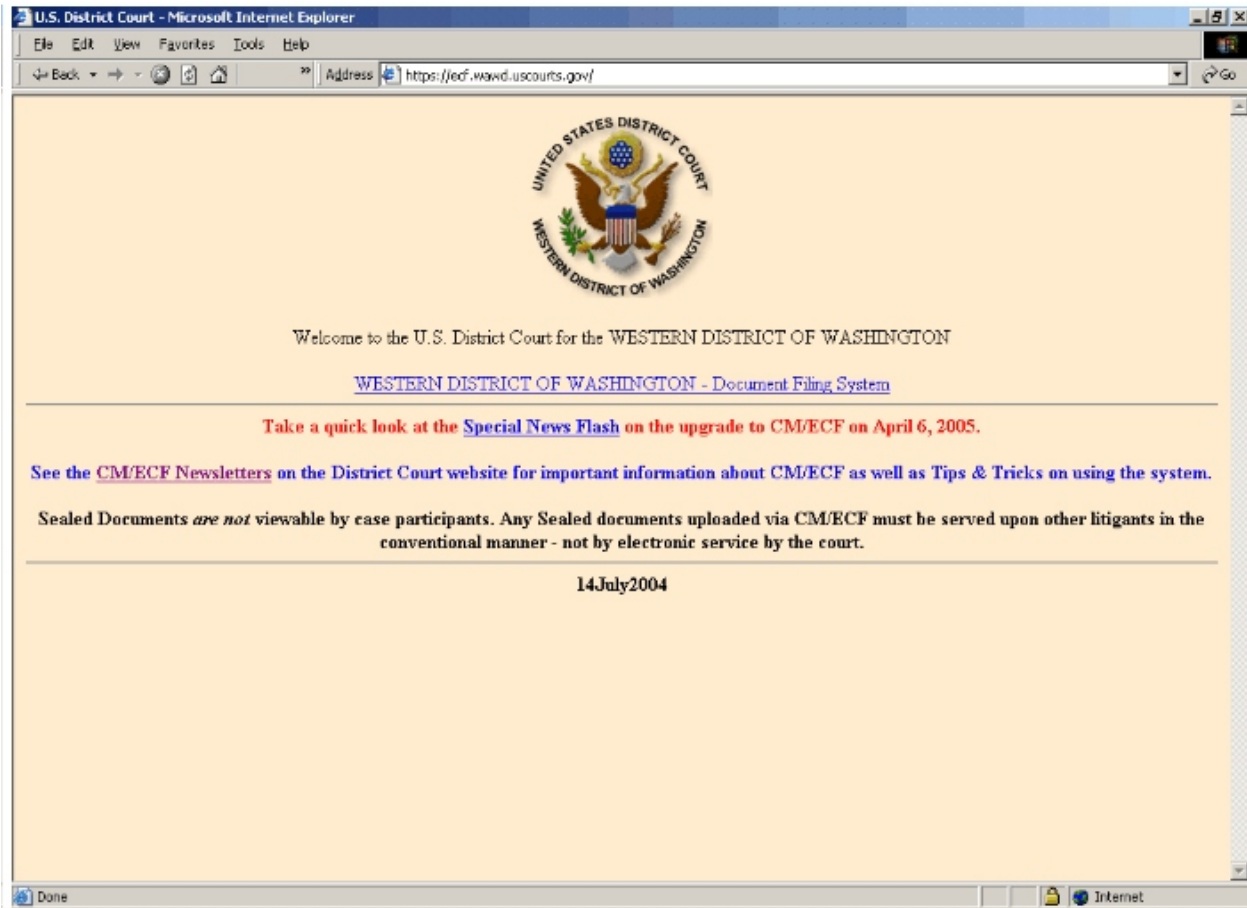 U.S. District Court - Microsoft Internet Explorer
File Edit View Favorites Tools Help
Back » Address https://ecf.wawd.uscourts.gov/ Go
UNITED STATES DISTRICT COURT
WESTERN DISTRICT OF WASHINGTON
Welcome to the U.S. District Court for the WESTERN DISTRICT OF WASHINGTON
WESTERN DISTRICT OF WASHINGTON - Document Filing System
Take a quick look at the Special News Flash on the upgrade to CM/ECF on April 6, 2005.
See the CM/ECF Newsletters on the District Court website for important information about CM/ECF as well as Tips & Tricks on using the system.
Sealed Documents are not viewable by case participants. Any Sealed documents uploaded via CM/ECF must be served upon other litigants in the
conventional manner - not by electronic service by the court.
14July2004
Done Internet